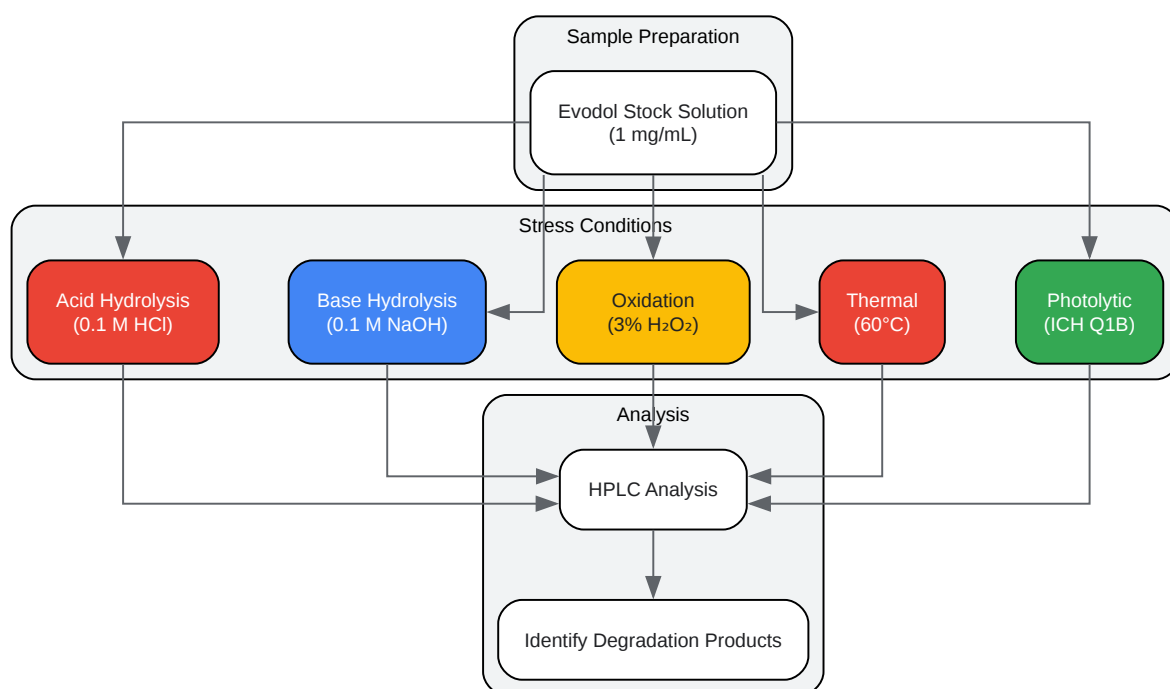 Sample Preparation
Evodol Stock Solution
(1 mg/mL)
Stress Conditions
Acid Hydrolysis
(0.1 M HCl)
Base Hydrolysis
(0.1 M NaOH)
Oxidation
(3% H₂O₂)
Thermal
(60°C)
Photolytic
(ICH Q1B)
Analysis
HPLC Analysis
Identify Degradation Products